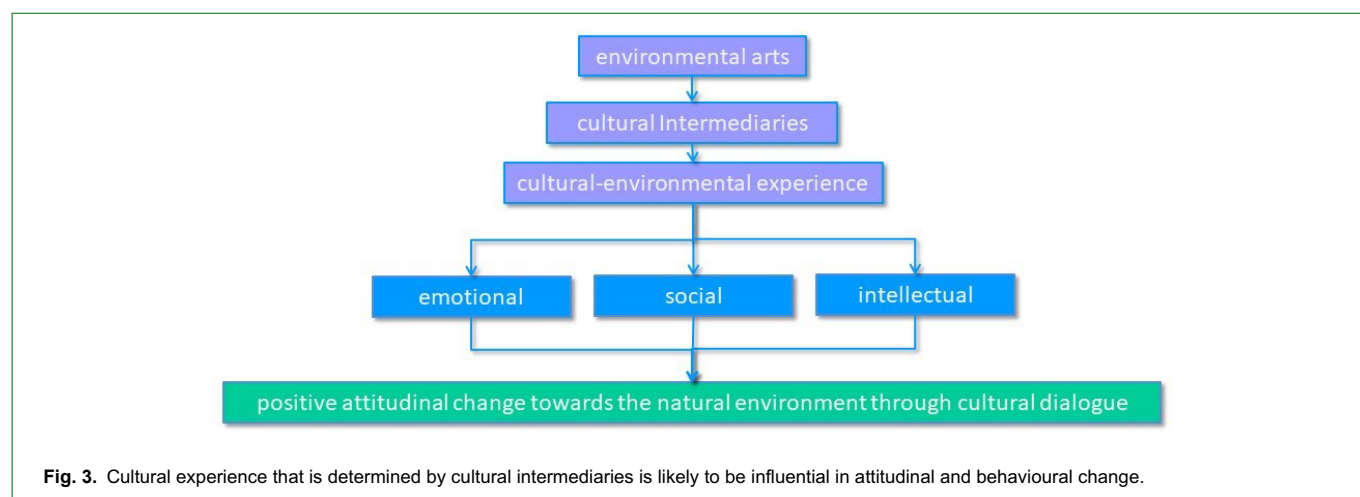 environmental arts
cultural Intermediaries
cultural-environmental experience
emotional
social
intellectual
positive attitudinal change towards the natural environment through cultural dialogue
Fig. 3. Cultural experience that is determined by cultural intermediaries is likely to be influential in attitudinal and behavioural change.